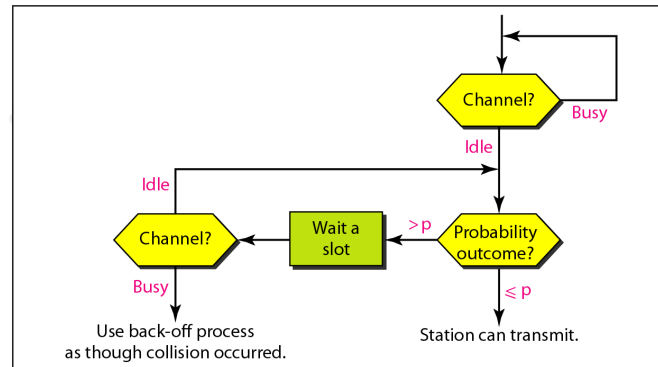 Channel?
Busy
Idle
Idle
Channel?
Wait a
slot
> p
Probability
outcome?
Busy
⩽ p
Use back-off process
as though collision occurred.
Station can transmit.